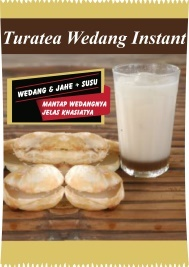 Turatea Wedang Instant
WEDANG & JAHE + SUSU
MANTAP WEDANGNYA
JELAS KHASIATYA